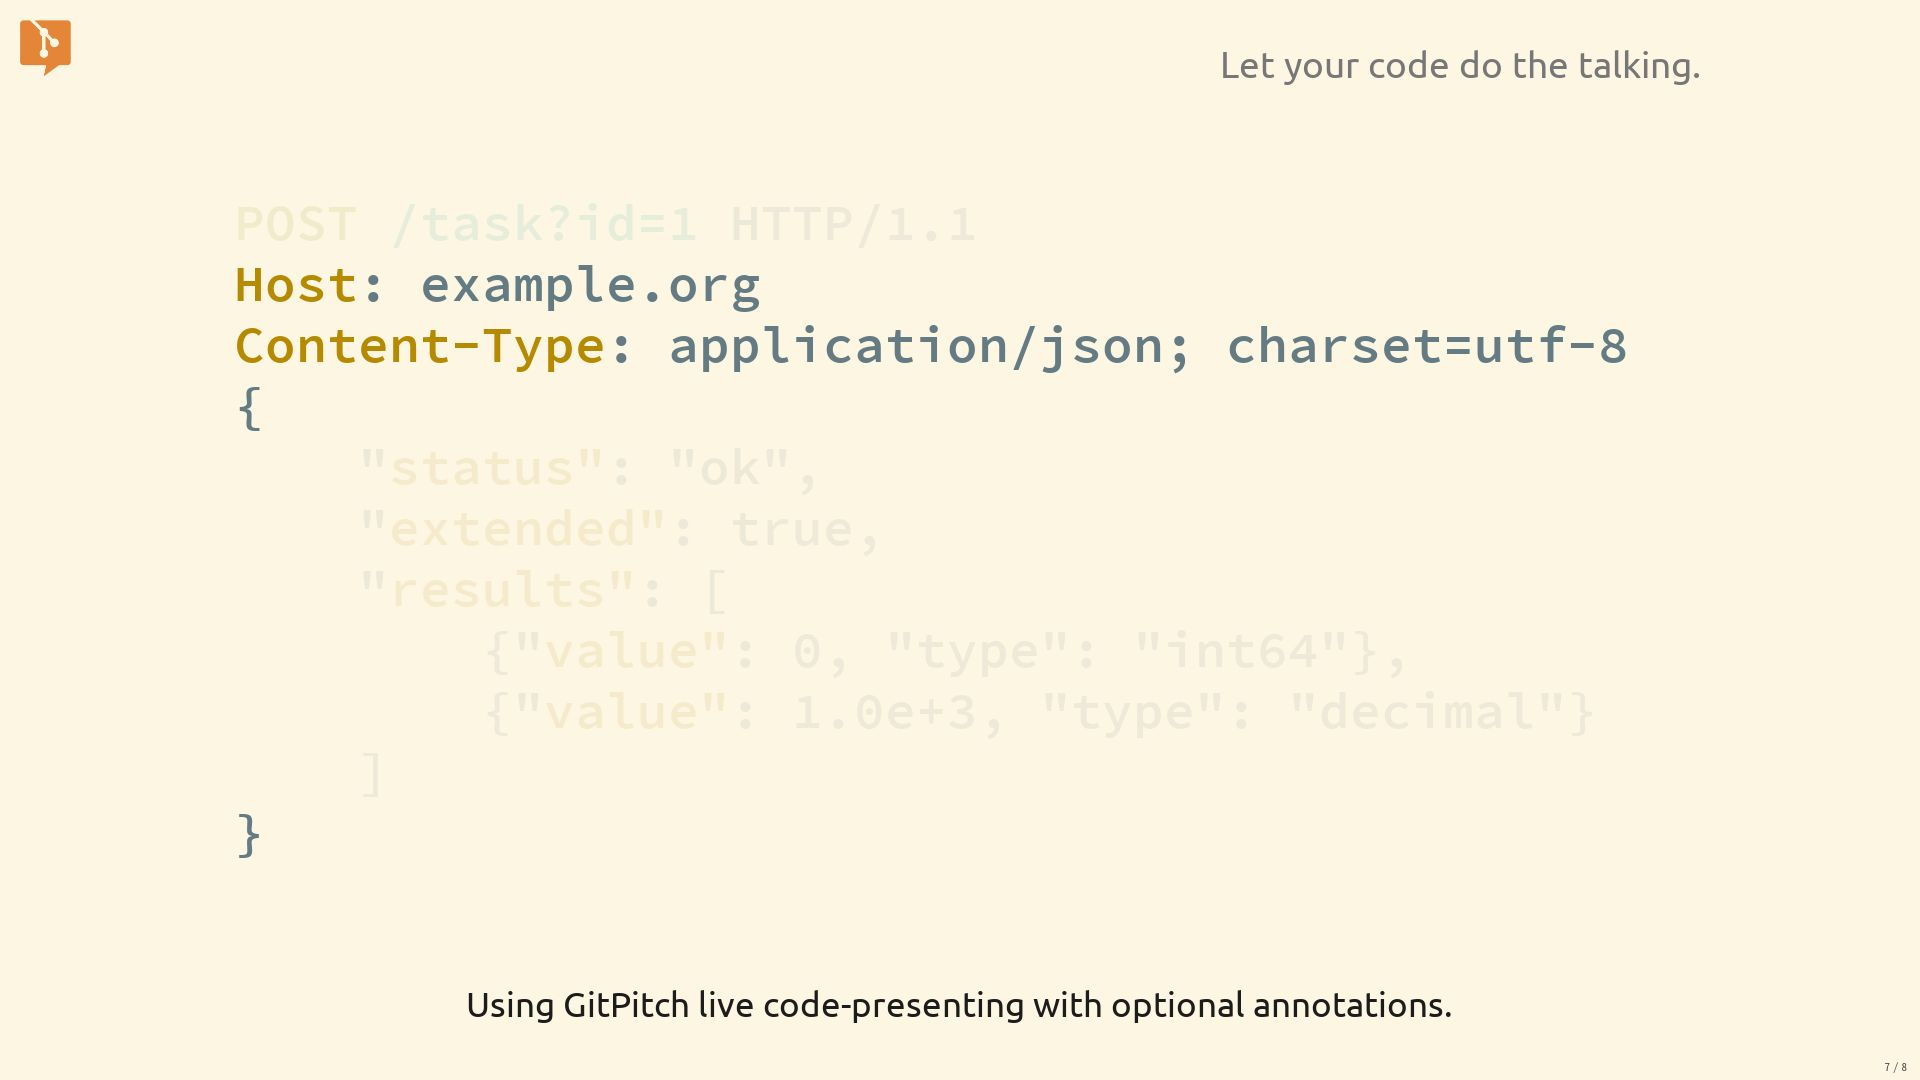 Let your code do the talking.
POST /task?id=1 HTTP/1.1
Host: example.org
Content-Type: application/json; charset=utf-8
{
    "status": "ok",
    "extended": true,
    "results": [
        {"value": 0, "type": "int64"},
        {"value": 1.0e+3, "type": "decimal"}
    ]
}
Using GitPitch live code-presenting with optional annotations.
7 / 8